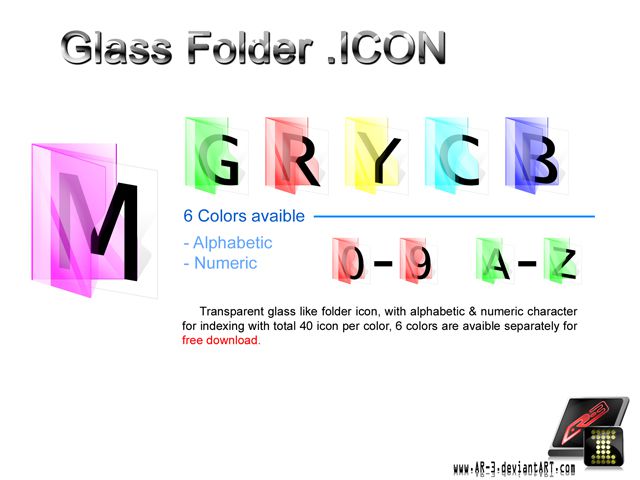 Glass Folder .ICON
M
G R Y C B
6 Colors avaible
- Alphabetic
- Numeric
0 - 9 A - Z
Transparent glass like folder icon, with alphabetic & numeric character
for indexing with total 40 icon per color, 6 colors are avaible separately for
free download.
www.AR-3.deviantART.com